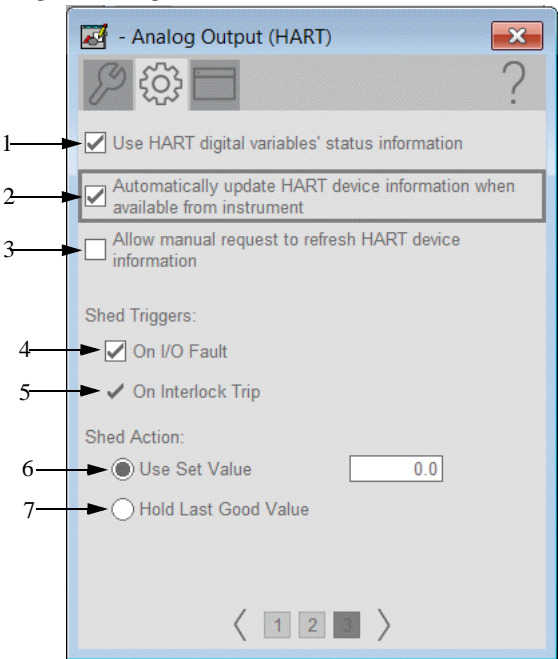 - Analog Output (HART)
?
1 Use HART digital variables' status information
2 Automatically update HART device information when
available from instrument
3 Allow manual request to refresh HART device
information
Shed Triggers:
4 On I/O Fault
5 On Interlock Trip
Shed Action:
6 Use Set Value 0.0
7 Hold Last Good Value
1 2 3